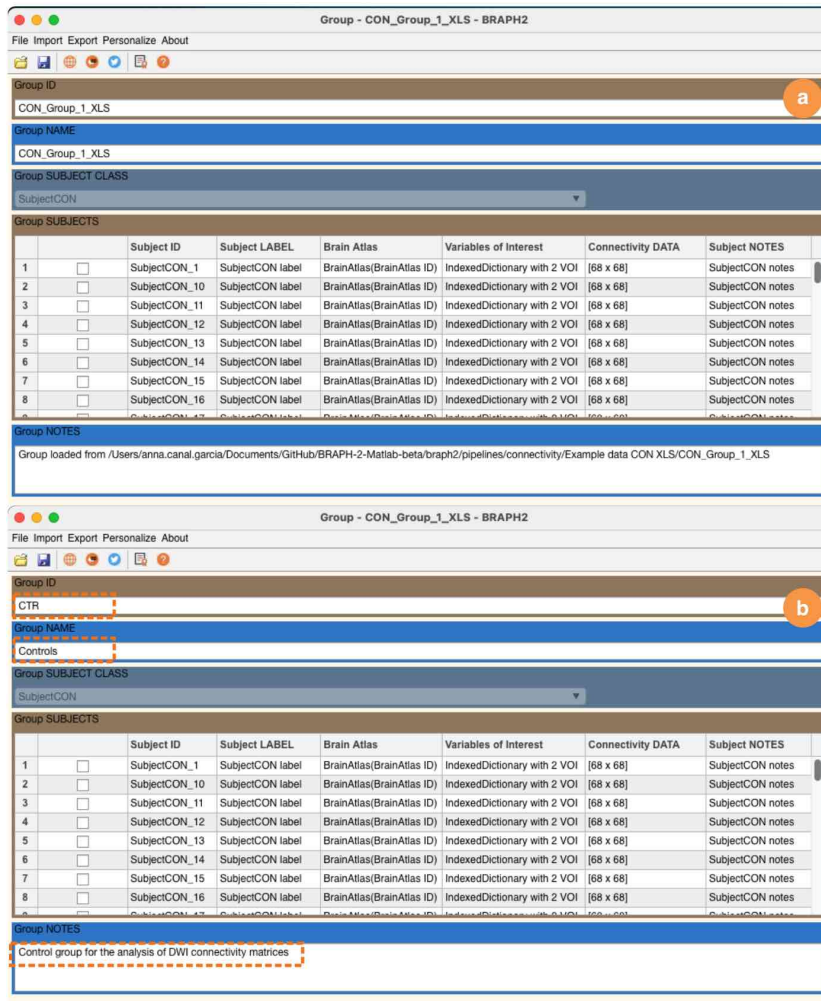 Group - CON_Group_1_XLS - BRAPH2
File Import Export Personalize About
Group ID
a
CON_Group_1_XLS
Group NAME
CON_Group_1_XLS
Group SUBJECT CLASS
SubjectCON
Group SUBJECTS
Subject ID Subject LABEL Brain Atlas Variables of Interest Connectivity DATA Subject NOTES
1 SubjectCON_1 SubjectCON label BrainAtlas(BrainAtlas ID) IndexedDictionary with 2 VOI [68 x 68] SubjectCON notes
2 SubjectCON_10 SubjectCON label BrainAtlas(BrainAtlas ID) IndexedDictionary with 2 VOI [68 x 68] SubjectCON notes
3 SubjectCON_11 SubjectCON label BrainAtlas(BrainAtlas ID) IndexedDictionary with 2 VOI [68 x 68] SubjectCON notes
4 SubjectCON_12 SubjectCON label BrainAtlas(BrainAtlas ID) IndexedDictionary with 2 VOI [68 x 68] SubjectCON notes
5 SubjectCON_13 SubjectCON label BrainAtlas(BrainAtlas ID) IndexedDictionary with 2 VOI [68 x 68] SubjectCON notes
6 SubjectCON_14 SubjectCON label BrainAtlas(BrainAtlas ID) IndexedDictionary with 2 VOI [68 x 68] SubjectCON notes
7 SubjectCON_15 SubjectCON label BrainAtlas(BrainAtlas ID) IndexedDictionary with 2 VOI [68 x 68] SubjectCON notes
8 SubjectCON_16 SubjectCON label BrainAtlas(BrainAtlas ID) IndexedDictionary with 2 VOI [68 x 68] SubjectCON notes
Group NOTES
Group loaded from /Users/anna.canal.garcia/Documents/GitHub/BRAPH-2-Matlab-beta/braph2/pipelines/connectivity/Example data CON XLS/CON_Group_1_XLS
Group - CON_Group_1_XLS - BRAPH2
File Import Export Personalize About
Group ID
b
CTR
Group NAME
Controls
Group SUBJECT CLASS
SubjectCON
Group SUBJECTS
Subject ID Subject LABEL Brain Atlas Variables of Interest Connectivity DATA Subject NOTES
1 SubjectCON_1 SubjectCON label BrainAtlas(BrainAtlas ID) IndexedDictionary with 2 VOI [68 x 68] SubjectCON notes
2 SubjectCON_10 SubjectCON label BrainAtlas(BrainAtlas ID) IndexedDictionary with 2 VOI [68 x 68] SubjectCON notes
3 SubjectCON_11 SubjectCON label BrainAtlas(BrainAtlas ID) IndexedDictionary with 2 VOI [68 x 68] SubjectCON notes
4 SubjectCON_12 SubjectCON label BrainAtlas(BrainAtlas ID) IndexedDictionary with 2 VOI [68 x 68] SubjectCON notes
5 SubjectCON_13 SubjectCON label BrainAtlas(BrainAtlas ID) IndexedDictionary with 2 VOI [68 x 68] SubjectCON notes
6 SubjectCON_14 SubjectCON label BrainAtlas(BrainAtlas ID) IndexedDictionary with 2 VOI [68 x 68] SubjectCON notes
7 SubjectCON_15 SubjectCON label BrainAtlas(BrainAtlas ID) IndexedDictionary with 2 VOI [68 x 68] SubjectCON notes
8 SubjectCON_16 SubjectCON label BrainAtlas(BrainAtlas ID) IndexedDictionary with 2 VOI [68 x 68] SubjectCON notes
Group NOTES
Control group for the analysis of DWI connectivity matrices